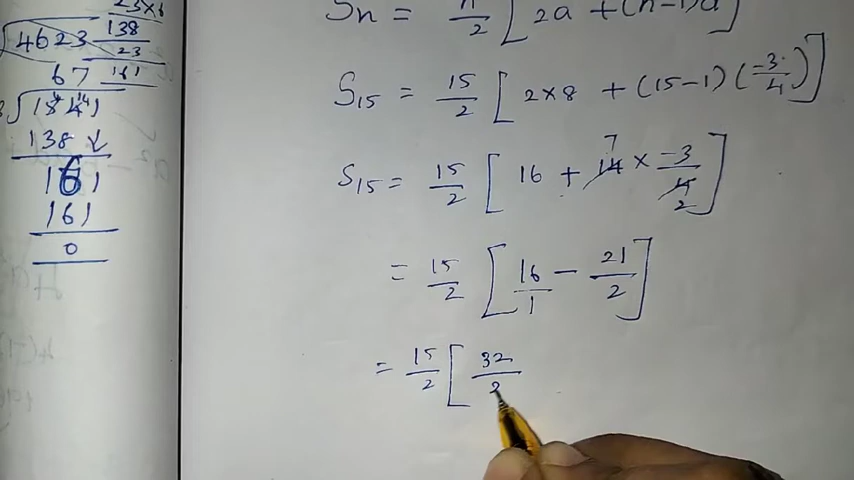 23×6
4623 138
23
67 161
1541
138 ↓
161
161
0
Sn = n/2 [2a + (n-1)d]
S15 = 15/2 [2×8 + (15-1)(-3/4)]
S15 = 15/2 [16 + 14 7 × -3/4 2]
= 15/2 [16/1 - 21/2]
= 15/2 [32/2